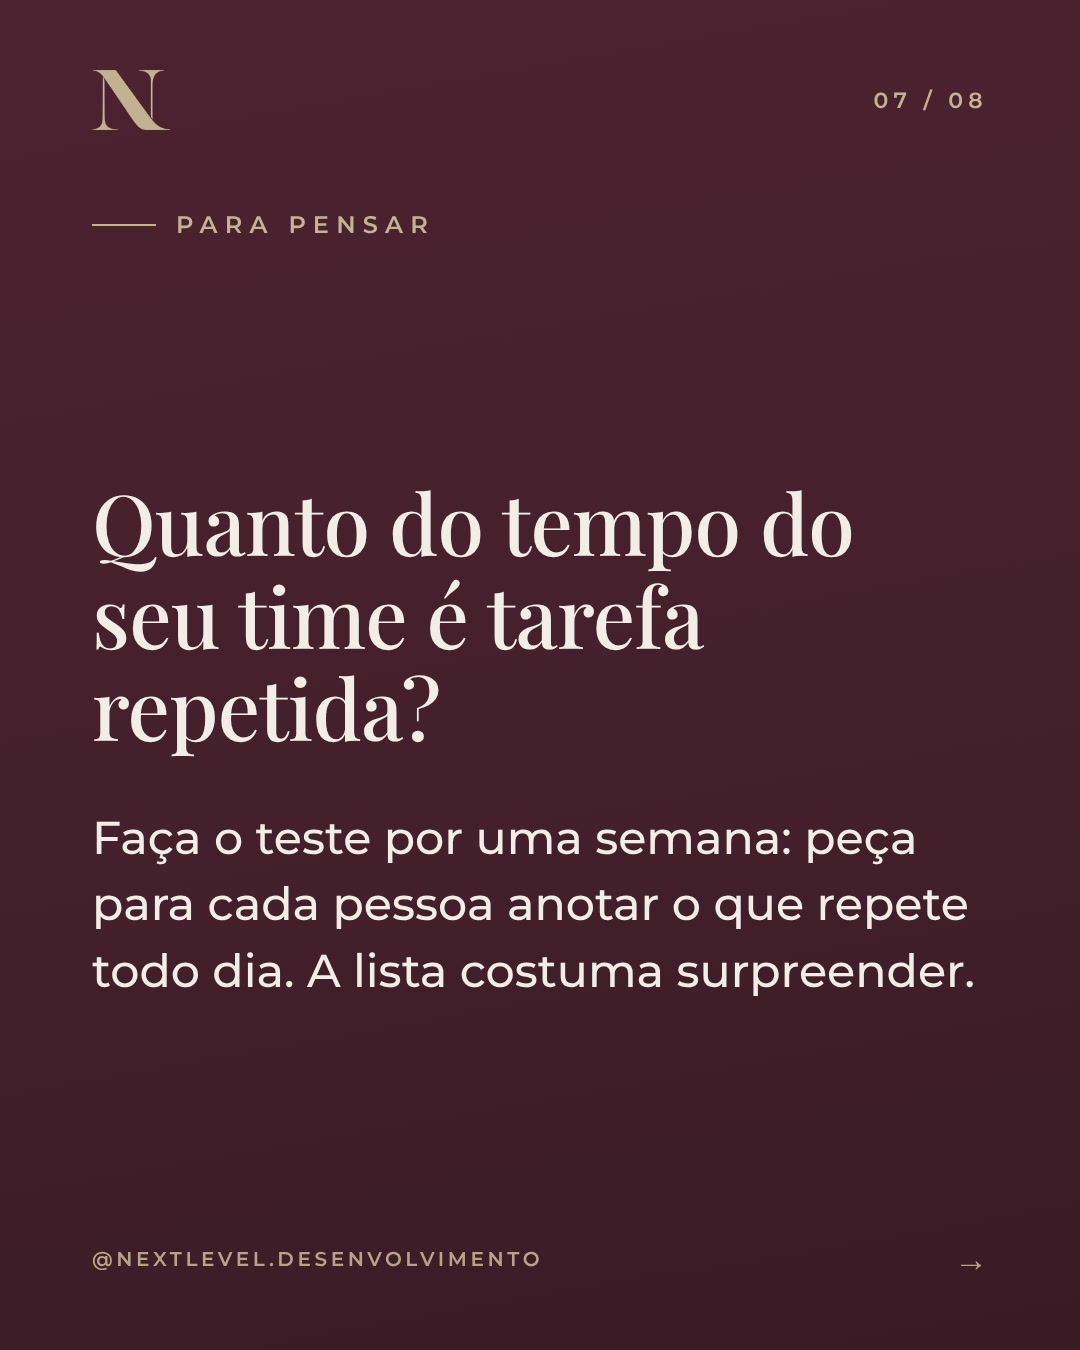 N
07 / 08
PARA PENSAR
Quanto do tempo do
seu time é tarefa
repetida?
Faça o teste por uma semana: peça
para cada pessoa anotar o que repete
todo dia. A lista costuma surpreender.
@NEXTLEVEL.DESENVOLVIMENTO
→